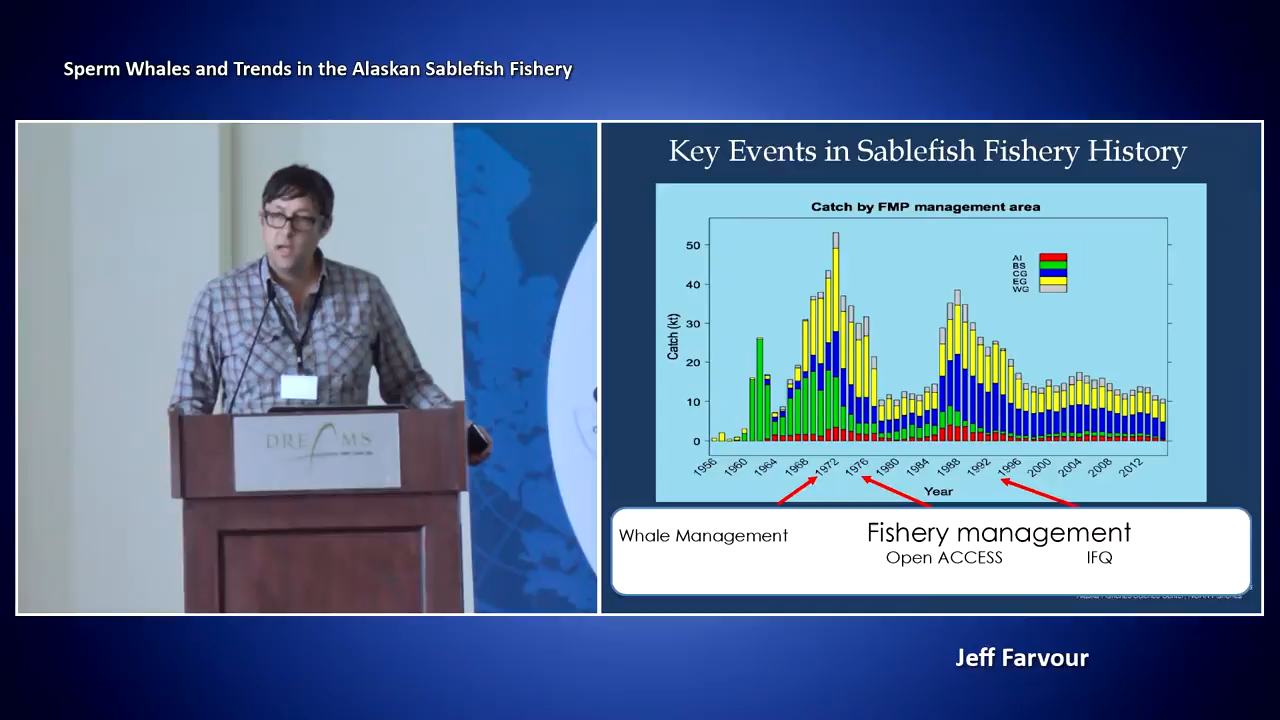 Sperm Whales and Trends in the Alaskan Sablefish Fishery
DREAMS
Key Events in Sablefish Fishery History
Catch by FMP management area
AI
BS
CG
EG
WG
Catch (kt)
50
40
30
20
10
0
1956 1960 1964 1968 1972 1976 1980 1984 1988 1992 1996 2000 2004 2008 2012
Year
Whale Management
Fishery management
Open ACCESS IFQ
Jeff Farvour